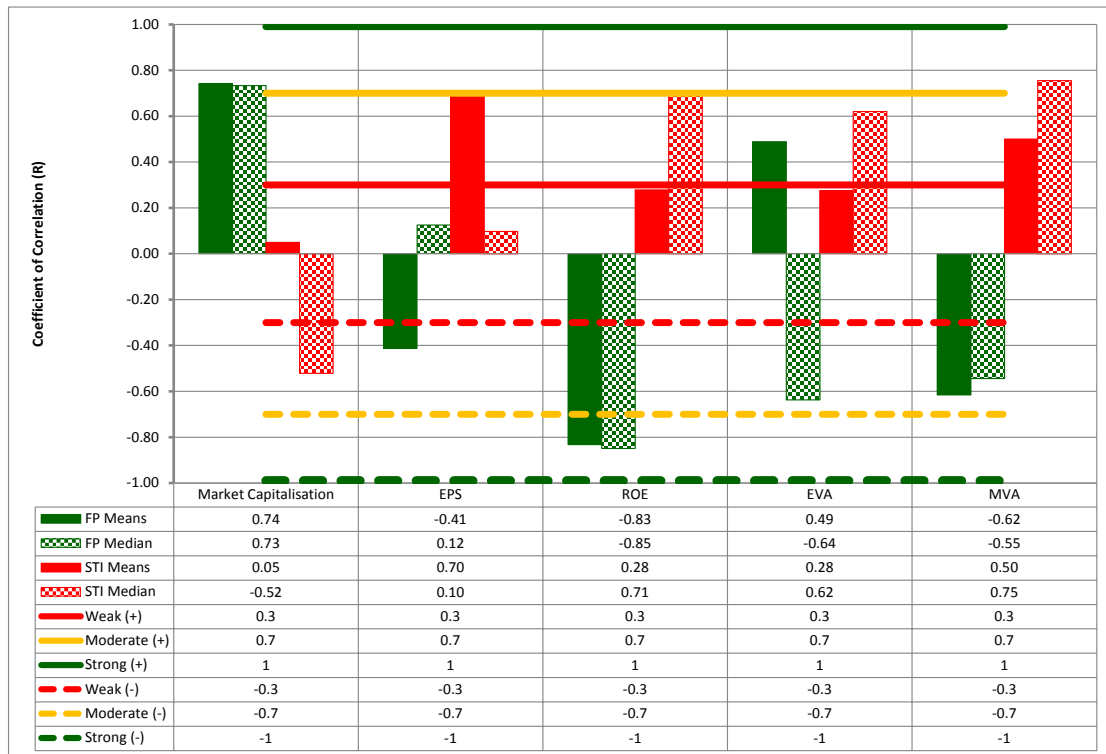 1.00
0.80
0.60
0.40
0.20
0.00
-0.20
-0.40
-0.60
-0.80
-1.00
Coefficient of Correlation (R)
Market Capitalisation EPS ROE EVA MVA
FP Means 0.74 -0.41 -0.83 0.49 -0.62
FP Median 0.73 0.12 -0.85 -0.64 -0.55
STI Means 0.05 0.70 0.28 0.28 0.50
STI Median -0.52 0.10 0.71 0.62 0.75
Weak (+) 0.3 0.3 0.3 0.3 0.3
Moderate (+) 0.7 0.7 0.7 0.7 0.7
Strong (+) 1 1 1 1 1
Weak (-) -0.3 -0.3 -0.3 -0.3 -0.3
Moderate (-) -0.7 -0.7 -0.7 -0.7 -0.7
Strong (-) -1 -1 -1 -1 -1